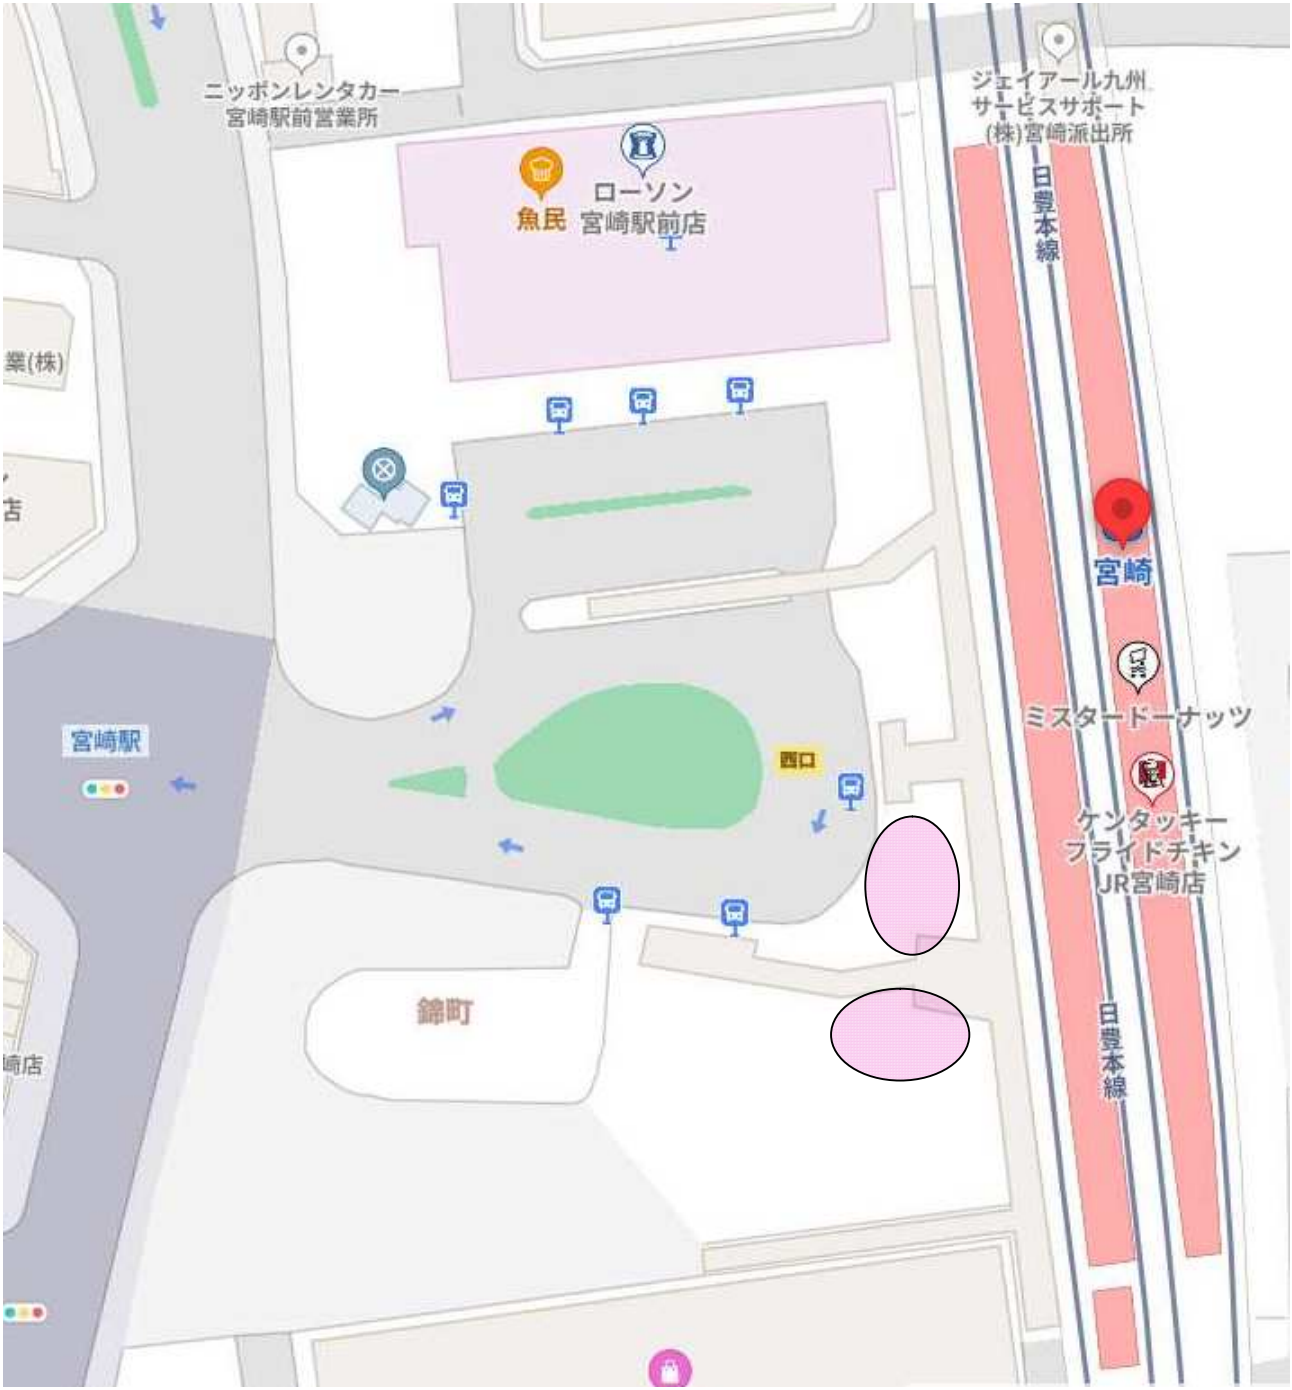 ニッポンレンタカー
宮崎駅前営業所
ジェイアール九州
サービスサポート
(株)宮崎派出所
魚民
ローソン
宮崎駅前店
日豊本線
業(株)
店
宮崎
ミスタードーナッツ
宮崎駅
西口
ケンタッキー
フライドチキン
JR宮崎店
錦町
日豊本線
崎店